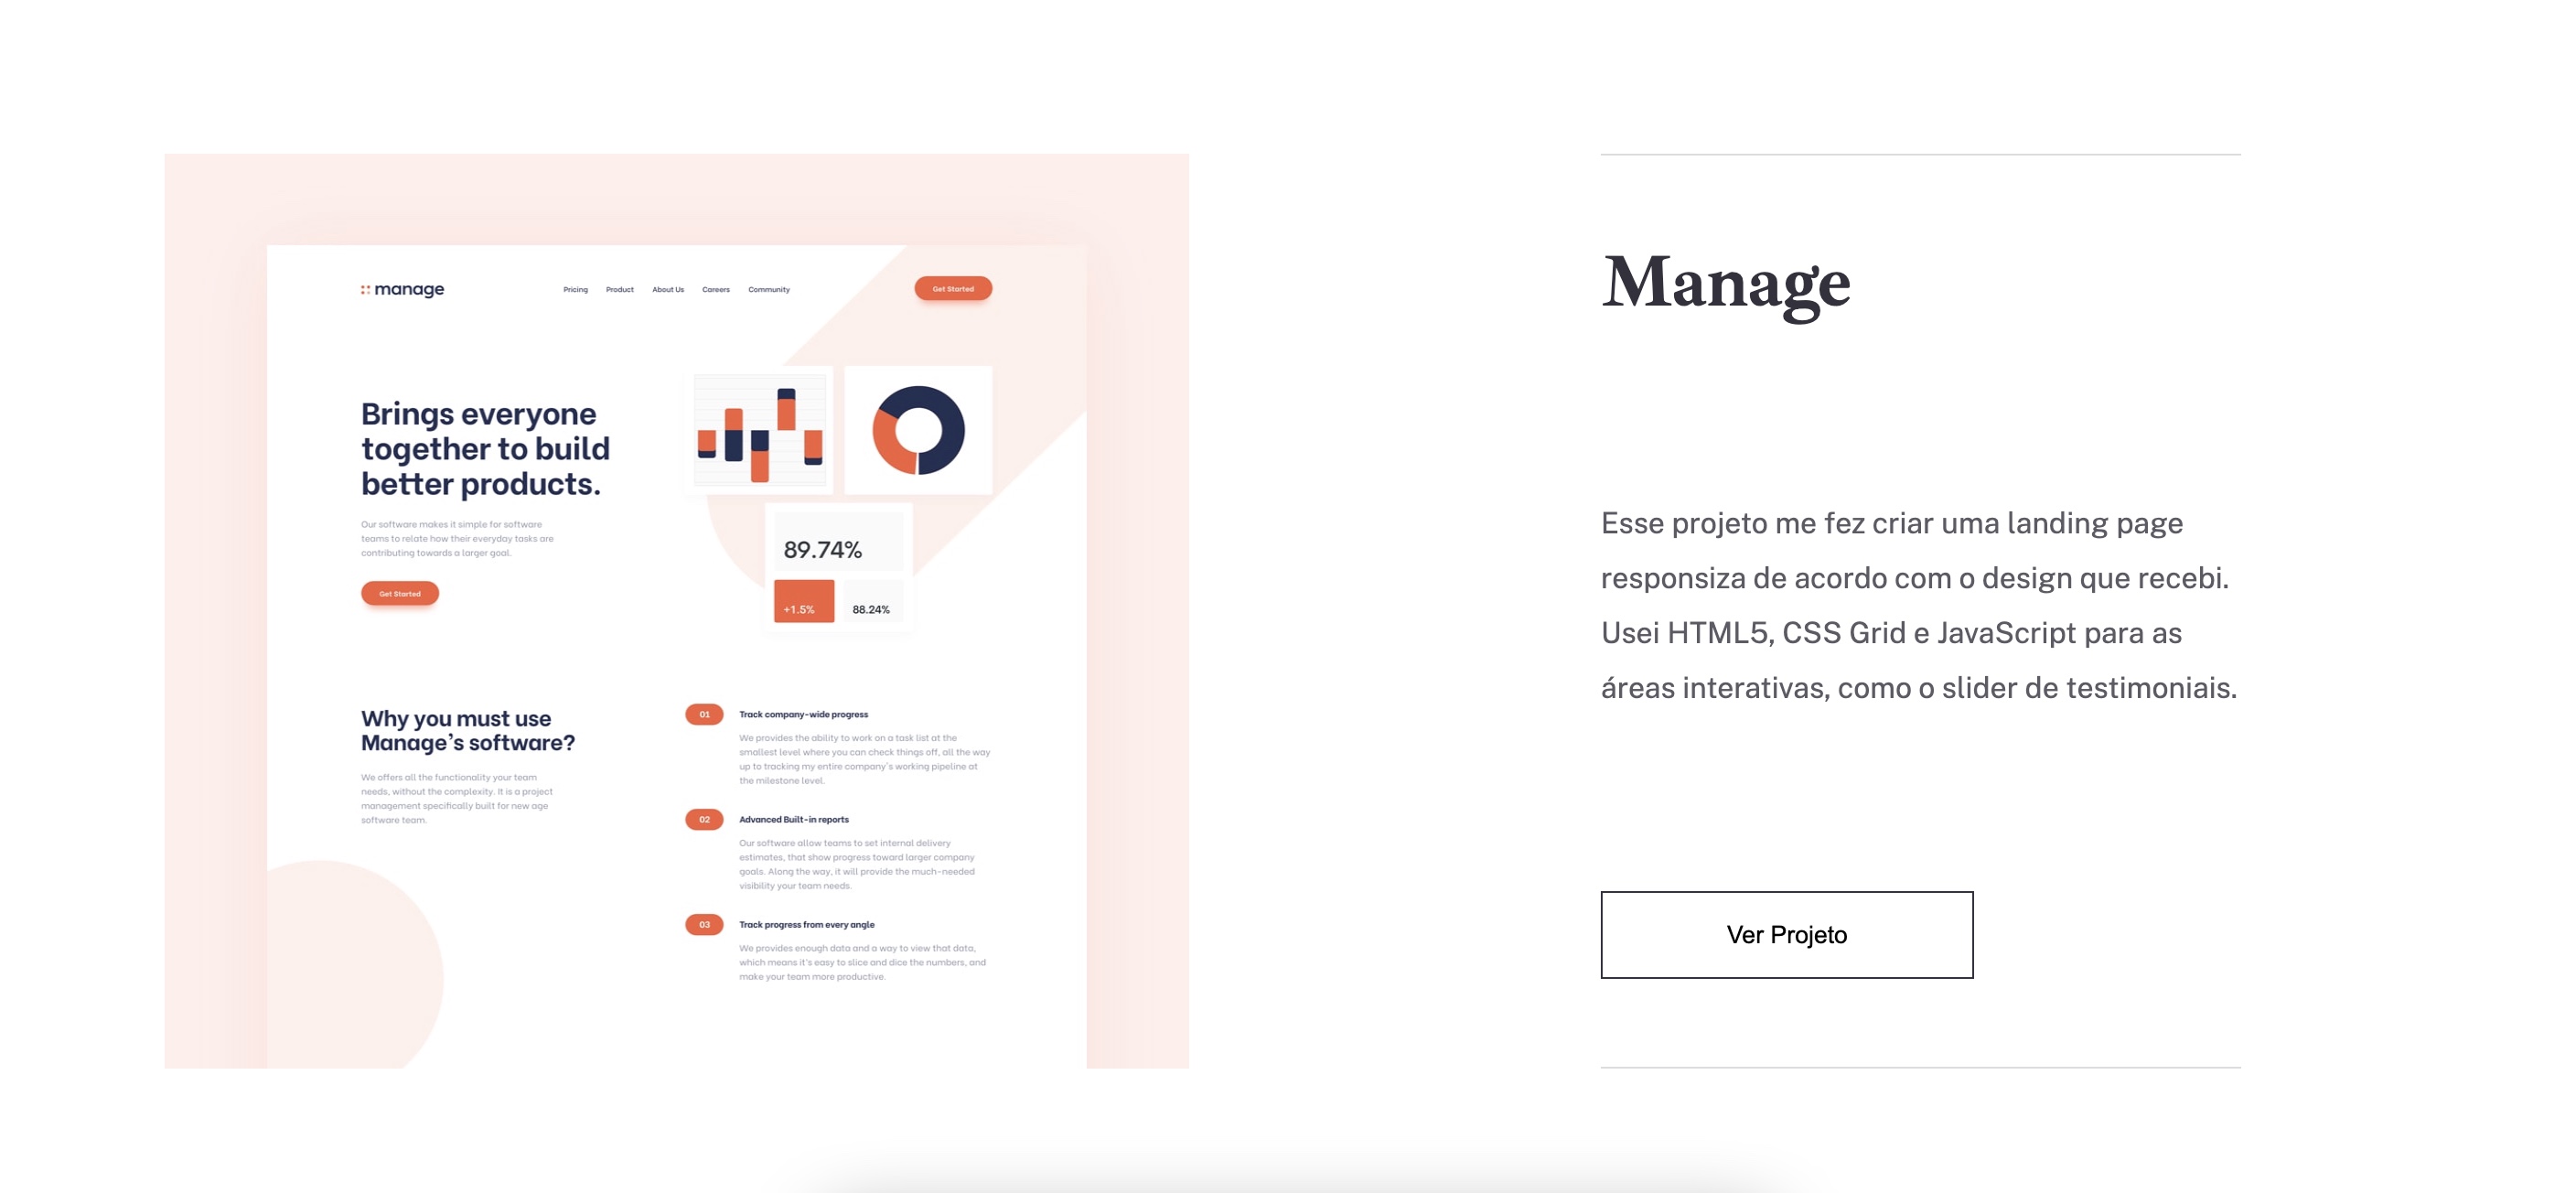 manage
Pricing Product About Us Careers Community
Get Started
Brings everyone
together to build
better products.
Our software makes it simple for software
teams to relate how their everyday tasks are
contributing towards a larger goal.
Get Started
89.74%
+1.5% 88.24%
Why you must use
Manage’s software?
We offers all the functionality your team
needs, without the complexity. It is a project
management specifically built for new age
software team.
01 Track company-wide progress
We provides the ability to work on a task list at the
smallest level where you can check things off, all the way
up to tracking my entire company's working pipeline at
the milestone level.
02 Advanced Built-in reports
Our software allow teams to set internal delivery
estimates, that show progress toward larger company
goals. Along the way, it will provide the much-needed
visibility your team needs.
03 Track progress from every angle
We provides enough data and a way to view that data,
which means it's easy to slice and dice the numbers, and
make your team more productive.
Manage
Esse projeto me fez criar uma landing page
responsiza de acordo com o design que recebi.
Usei HTML5, CSS Grid e JavaScript para as
áreas interativas, como o slider de testimoniais.
Ver Projeto